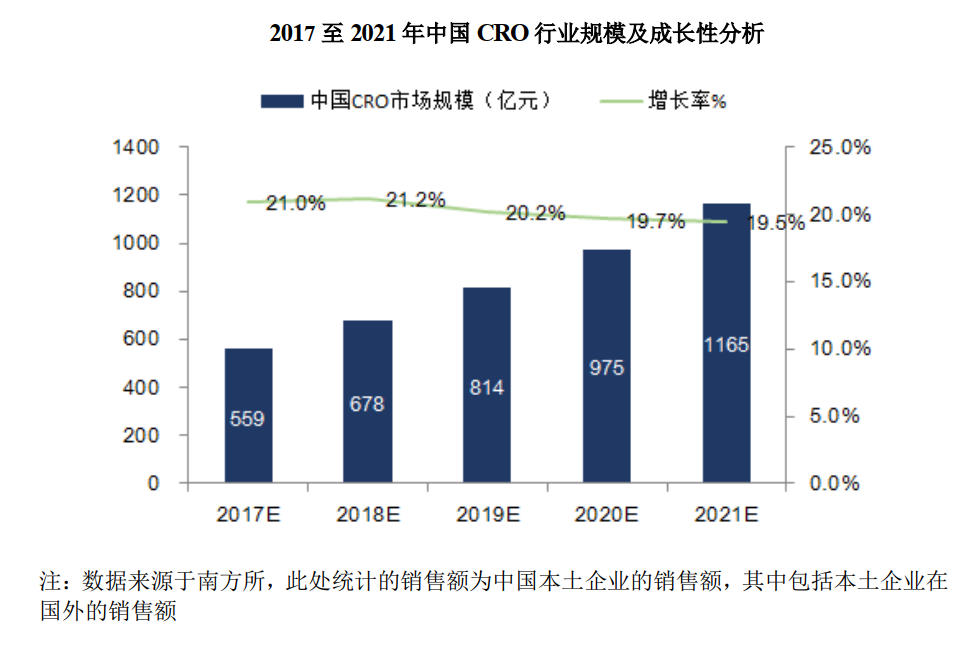 2017 至 2021 年中国 CRO 行业规模及成长性分析
中国CRO市场规模（亿元） 增长率%
1400 25.0%
1200 20.0%
1000 15.0%
800 10.0%
600 5.0%
400 0.0%
200
0
21.0% 21.2% 20.2% 19.7% 19.5%
559 678 814 975 1165
2017E 2018E 2019E 2020E 2021E
注：数据来源于南方所，此处统计的销售额为中国本土企业的销售额，其中包括本土企业在
国外的销售额